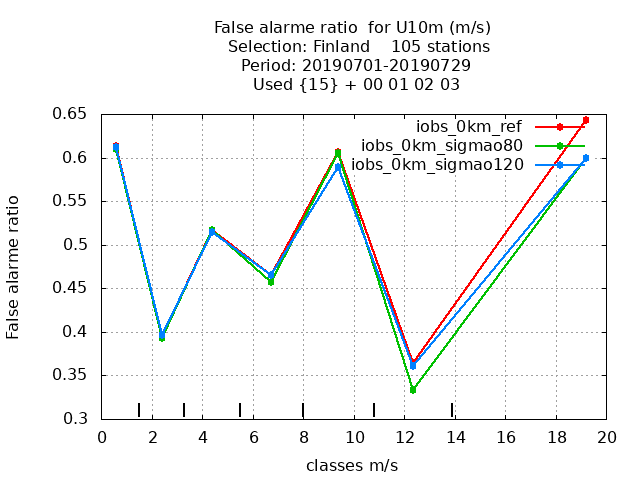 False alarme ratio  for U10m (m/s)
Selection: Finland    105 stations
Period: 20190701-20190729
Used {15} + 00 01 02 03
iobs_0km_ref
iobs_0km_sigmao80
iobs_0km_sigmao120
False alarme ratio
0.65
0.6
0.55
0.5
0.45
0.4
0.35
0.3
0 2 4 6 8 10 12 14 16 18 20
classes m/s